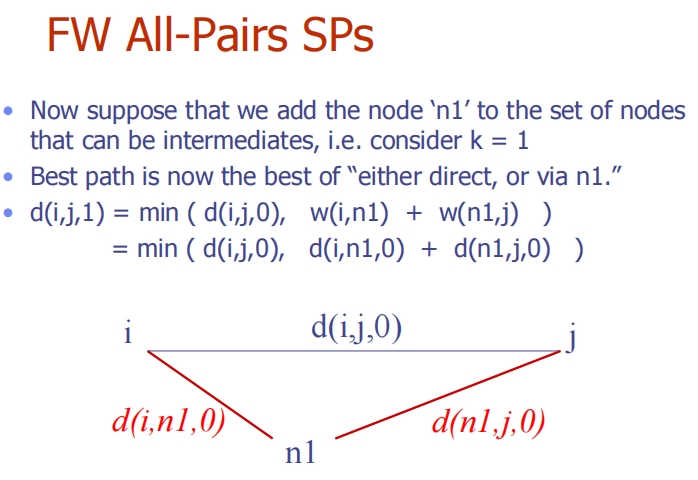 FW All-Pairs SPs
• Now suppose that we add the node ‘n1’ to the set of nodes
that can be intermediates, i.e. consider k = 1
• Best path is now the best of “either direct, or via n1.”
• d(i,j,1) = min ( d(i,j,0), w(i,n1) + w(n1,j) )
= min ( d(i,j,0), d(i,n1,0) + d(n1,j,0) )
i d(i,j,0) j
d(i,n1,0) d(n1,j,0)
n1